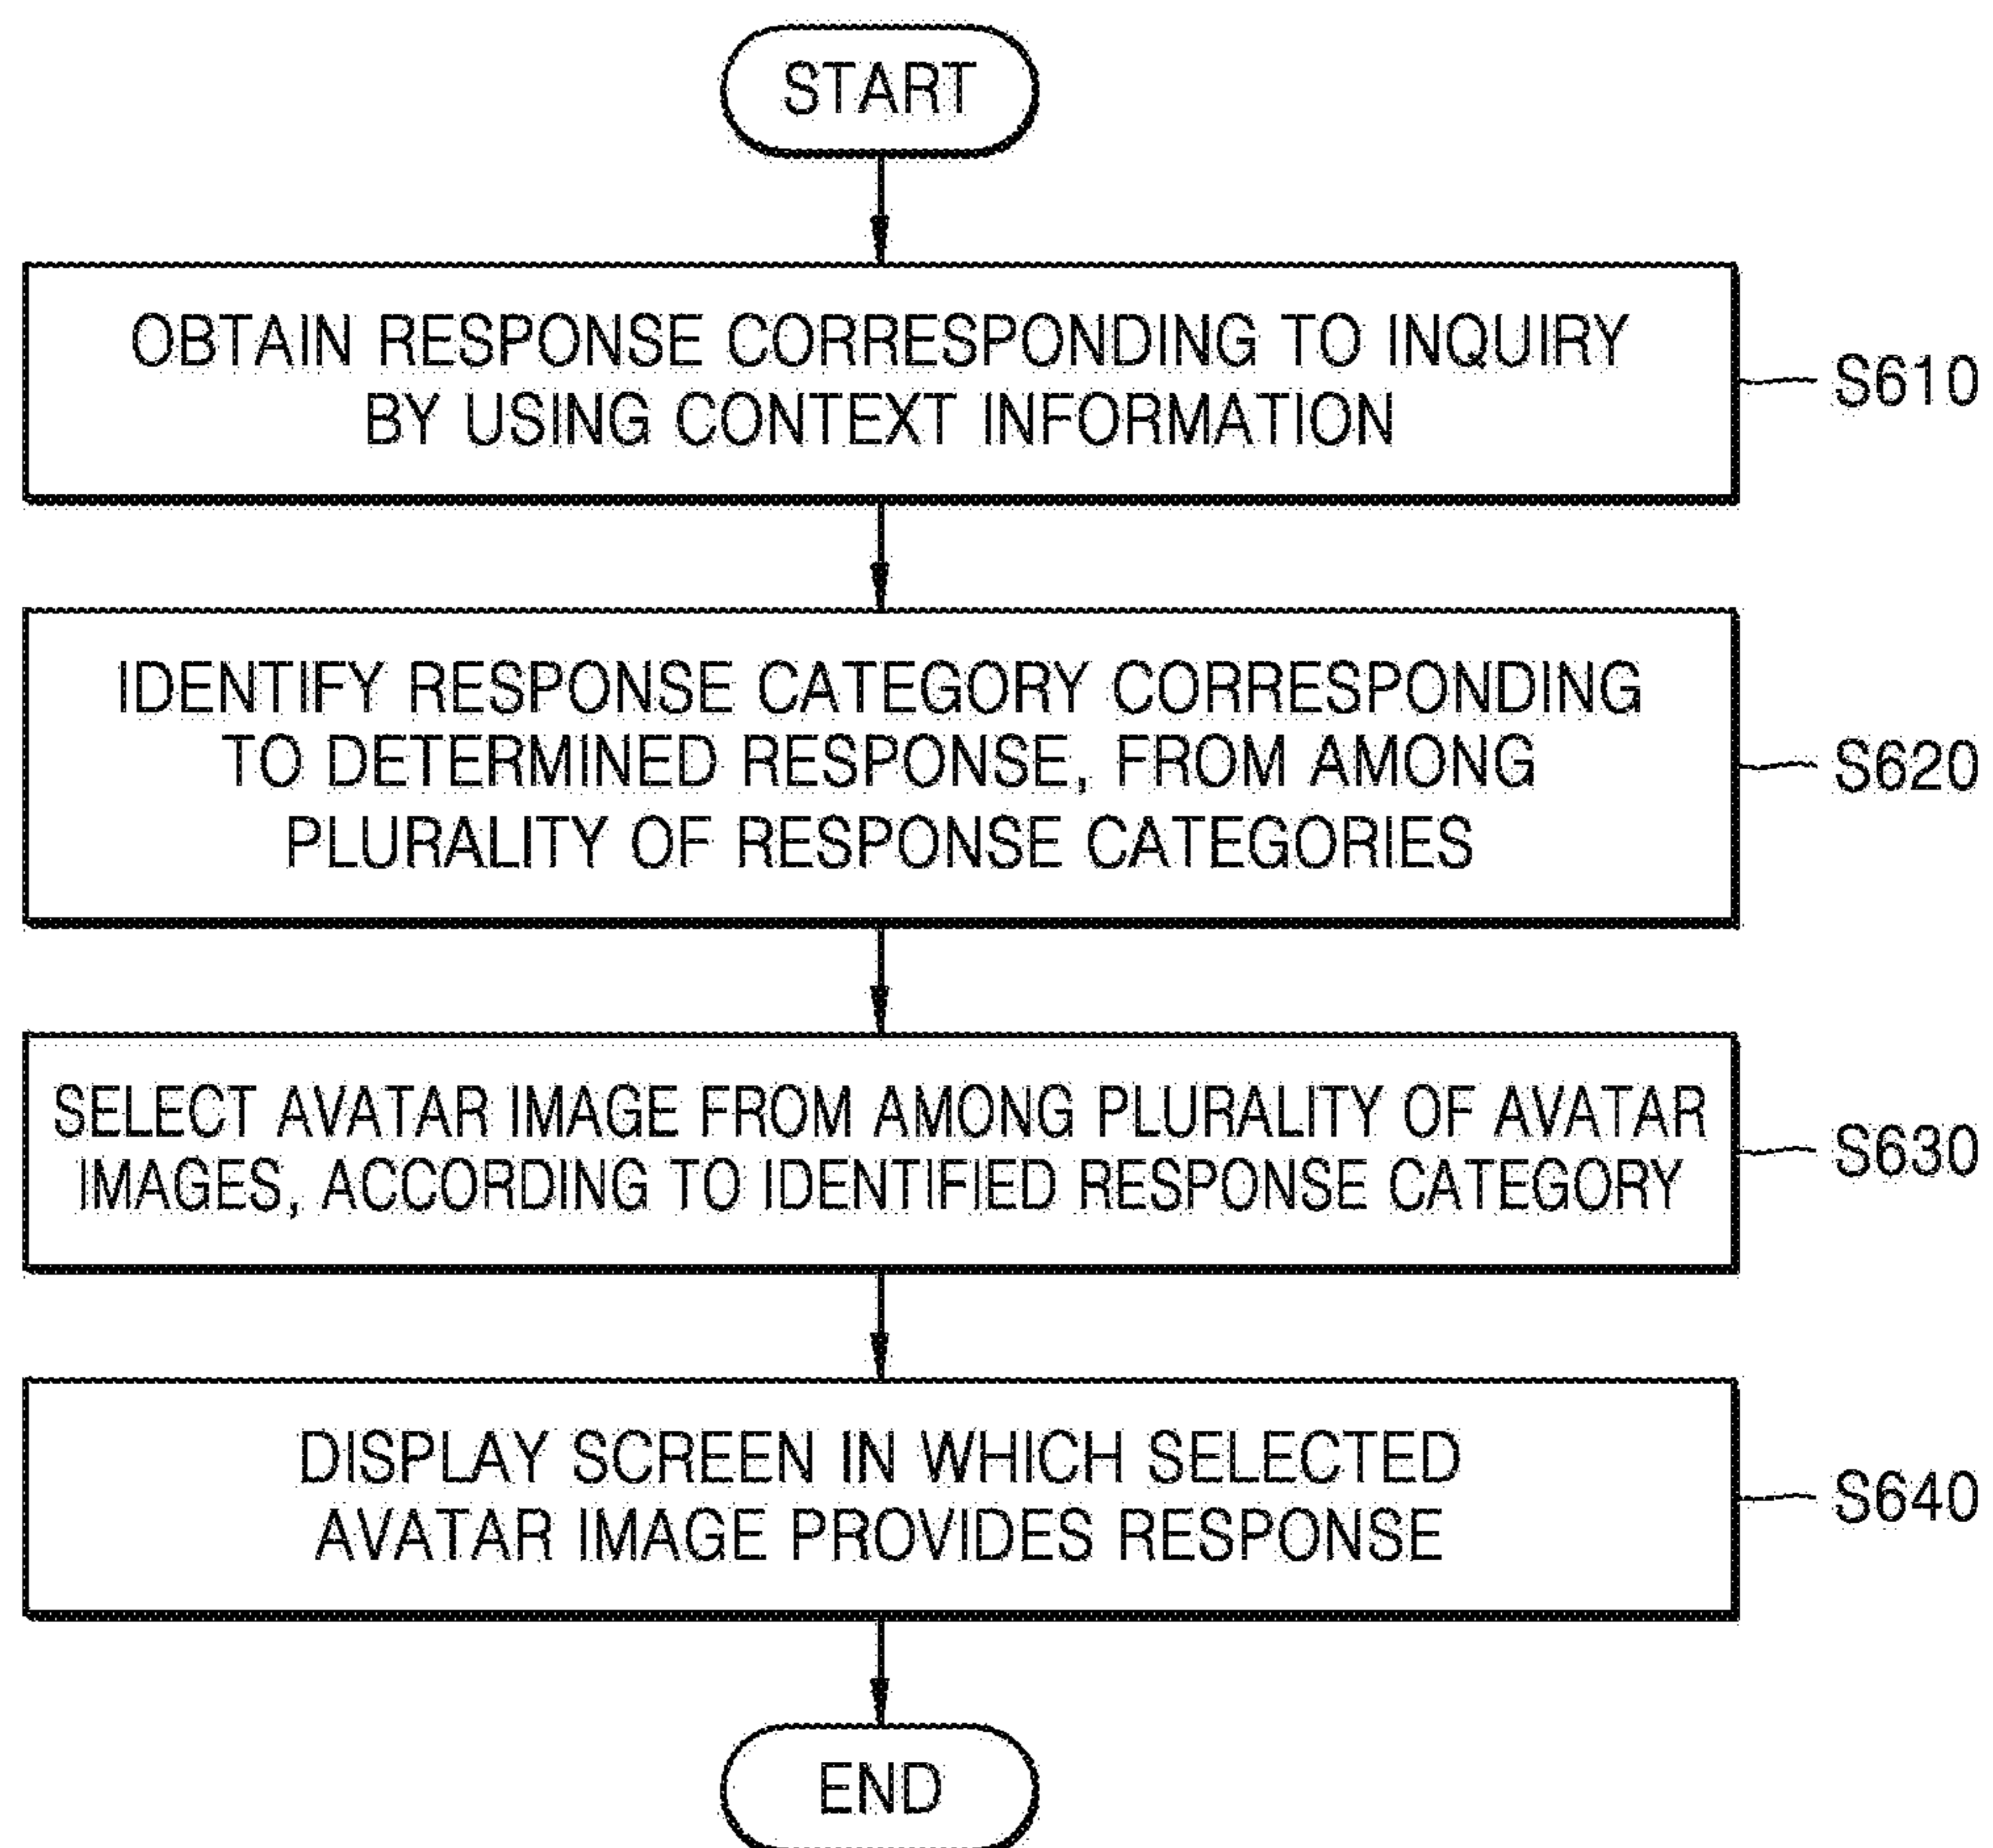 START
OBTAIN RESPONSE CORRESPONDING TO INQUIRY
BY USING CONTEXT INFORMATION
S610
IDENTIFY RESPONSE CATEGORY CORRESPONDING
TO DETERMINED RESPONSE, FROM AMONG
PLURALITY OF RESPONSE CATEGORIES
S620
SELECT AVATAR IMAGE FROM AMONG PLURALITY OF AVATAR
IMAGES, ACCORDING TO IDENTIFIED RESPONSE CATEGORY
S630
DISPLAY SCREEN IN WHICH SELECTED
AVATAR IMAGE PROVIDES RESPONSE
S640
END